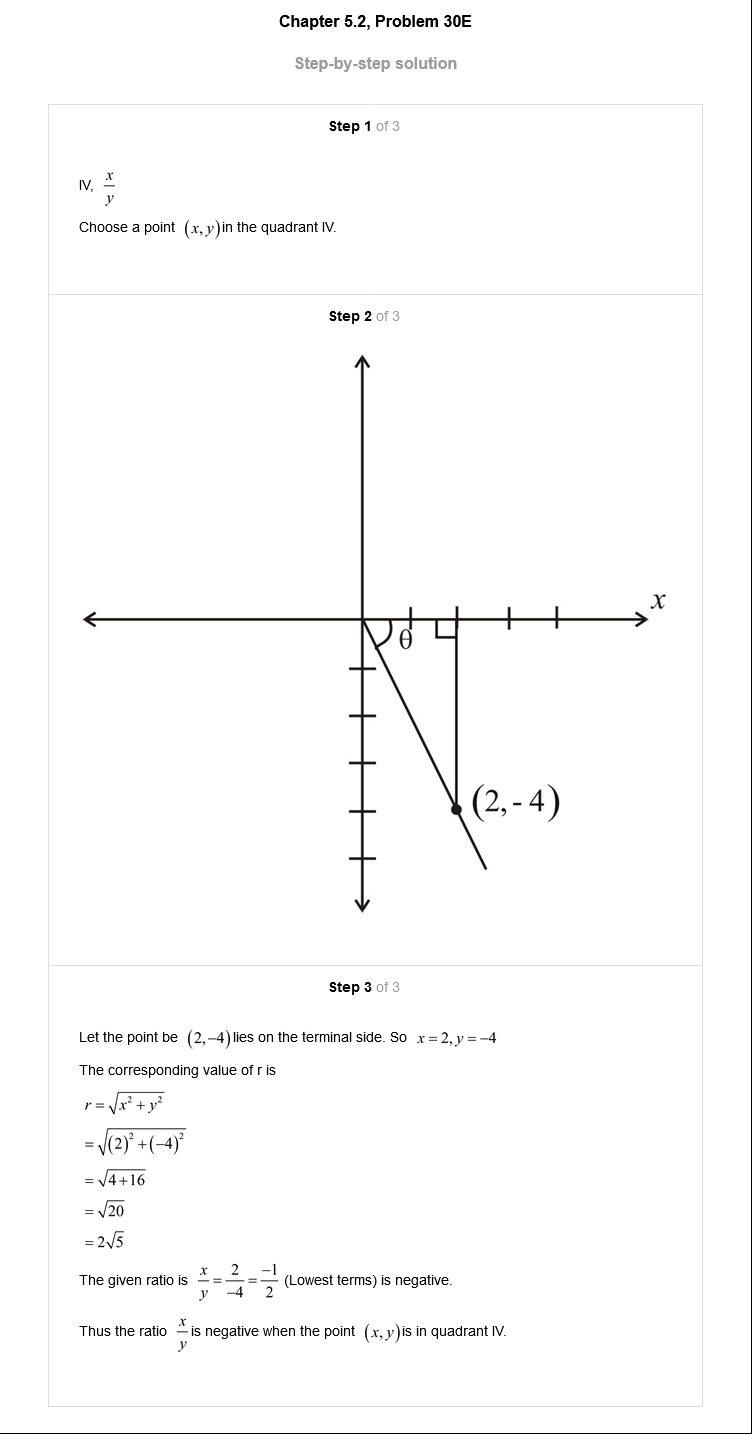 Chapter 5.2, Problem 30E
Step-by-step solution
Step 1 of 3
IV, x/y
Choose a point (x, y)in the quadrant IV.
Step 2 of 3
x
θ
(2, - 4)
Step 3 of 3
Let the point be (2,−4)lies on the terminal side. So x = 2, y = −4
The corresponding value of r is
r = √(x² + y²)
= √((2)² + (−4)²)
= √(4+16)
= √20
= 2√5
The given ratio is x/y = 2/−4 = −1/2 (Lowest terms) is negative.
Thus the ratio x/y is negative when the point (x, y)is in quadrant IV.